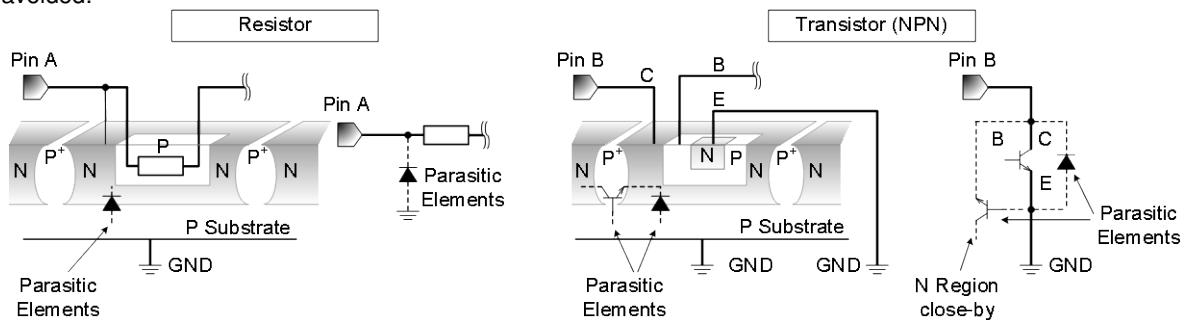 avoided.
Resistor
Transistor (NPN)
Pin A
Pin A
P
N P+ N N P+ N
Parasitic
Elements
P Substrate
GND
Parasitic
Elements
Pin B
C
B
E
N P+ N N P N P+ N
P Substrate
GND
GND
Parasitic
Elements
Pin B
B C
E
Parasitic
Elements
GND
N Region
close-by